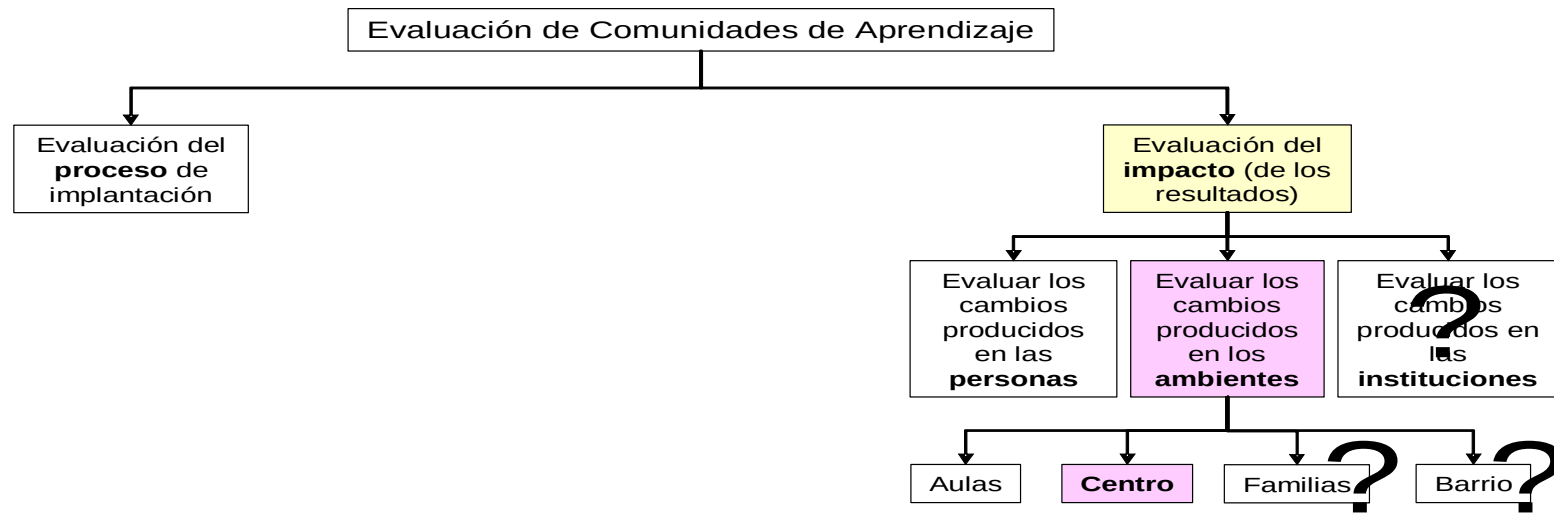 Evaluación de Comunidades de Aprendizaje
Evaluación del
proceso de
implantación
Evaluación del
impacto (de los
resultados)
Evaluar los
cambios
producidos
en las
personas
Evaluar los
cambios
producidos
en los
ambientes
Evaluar los
cambios
producidos en
las
instituciones
?
Aulas
Centro
Familias
?
Barrio
?